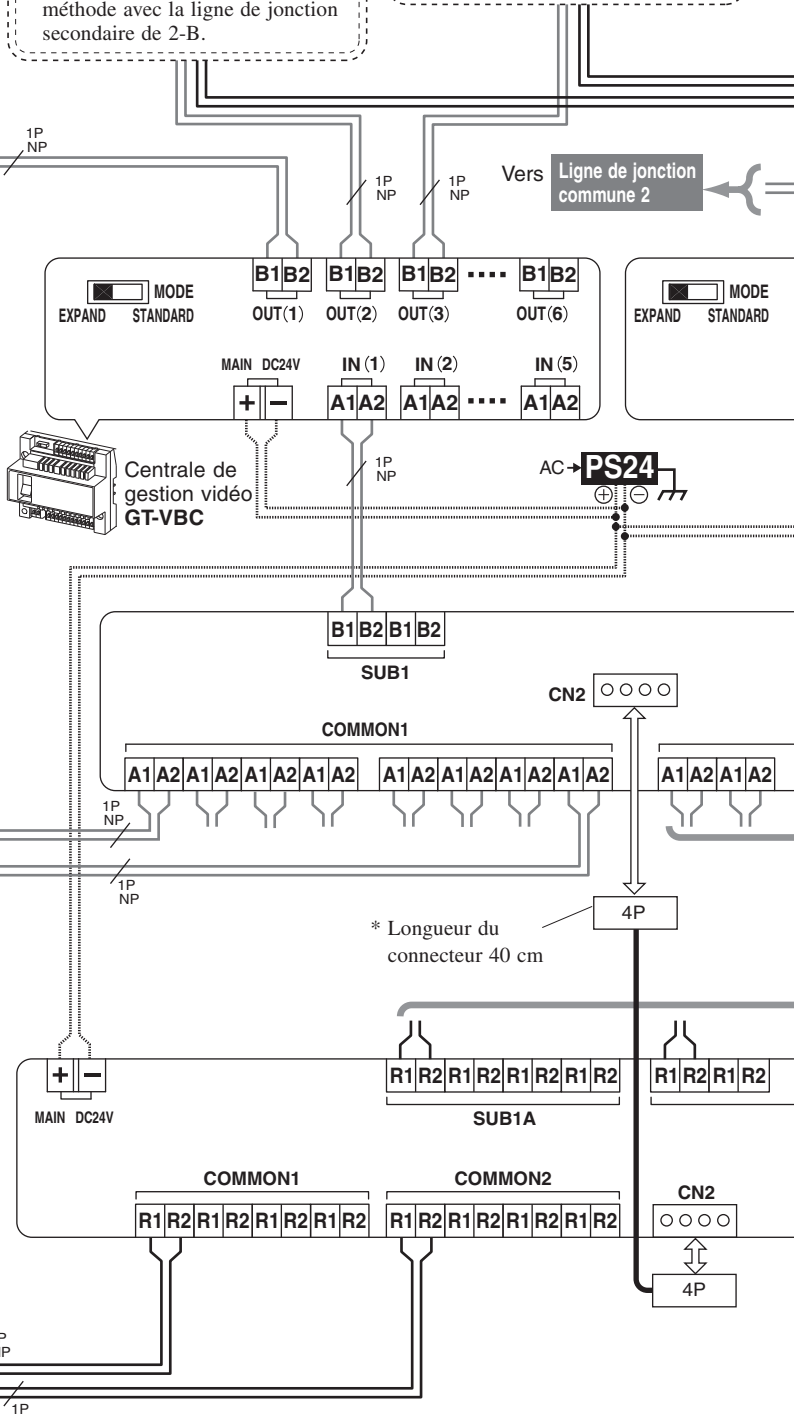 méthode avec la ligne de jonction
secondaire de 2-B.
1P
NP
1P
NP
1P
NP
Vers
Ligne de jonction
commune 2
B1 B2 B1 B2 B1 B2 B1 B2
MODE
EXPAND STANDARD
OUT(1) OUT(2) OUT(3) OUT(6)
MODE
EXPAND STANDARD
MAIN DC24V IN(1) IN(2) IN(5)
+ − A1 A2 A1 A2 A1 A2
1P
NP
AC PS24
+ −
Centrale de
gestion vidéo
GT-VBC
B1 B2 B1 B2
SUB1
CN2
COMMON1
A1 A2 A1 A2 A1 A2 A1 A2 A1 A2 A1 A2 A1 A2 A1 A2 A1 A2 A1 A2
1P
NP
1P
NP
4P
* Longueur du
connecteur 40 cm
+ − R1 R2 R1 R2 R1 R2 R1 R2 R1 R2 R1 R2
MAIN DC24V
SUB1A
COMMON1 COMMON2
CN2
R1 R2 R1 R2 R1 R2 R1 R2 R1 R2 R1 R2 R1 R2 R1 R2
4P
P
1P